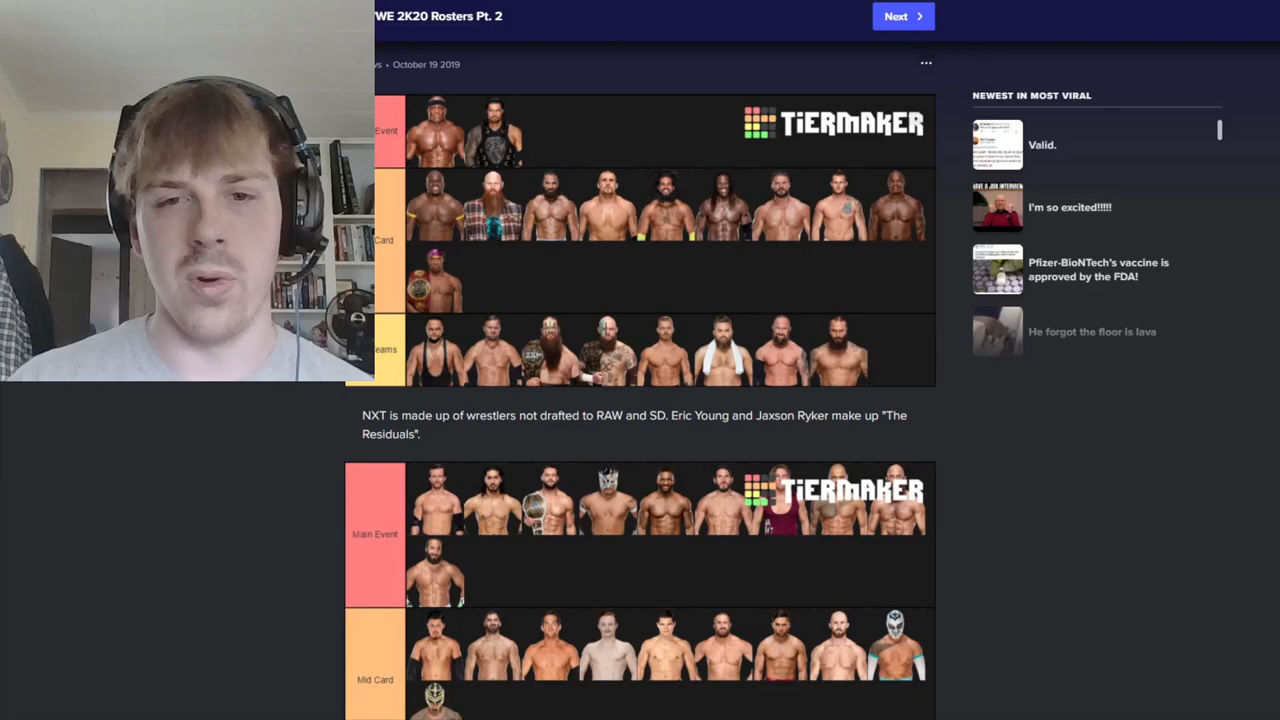 WE 2K20 Rosters Pt. 2
Next
vs • October 19 2019
NEWEST IN MOST VIRAL
Event
TiERMAKER
Valid.
I'm so excited!!!!!
Card
Pfizer-BioNTech's vaccine is
approved by the FDA!
He forgot the floor is lava
eams
NXT is made up of wrestlers not drafted to RAW and SD. Eric Young and Jaxson Ryker make up "The
Residuals".
TiERMAKER
Main Event
Mid Card